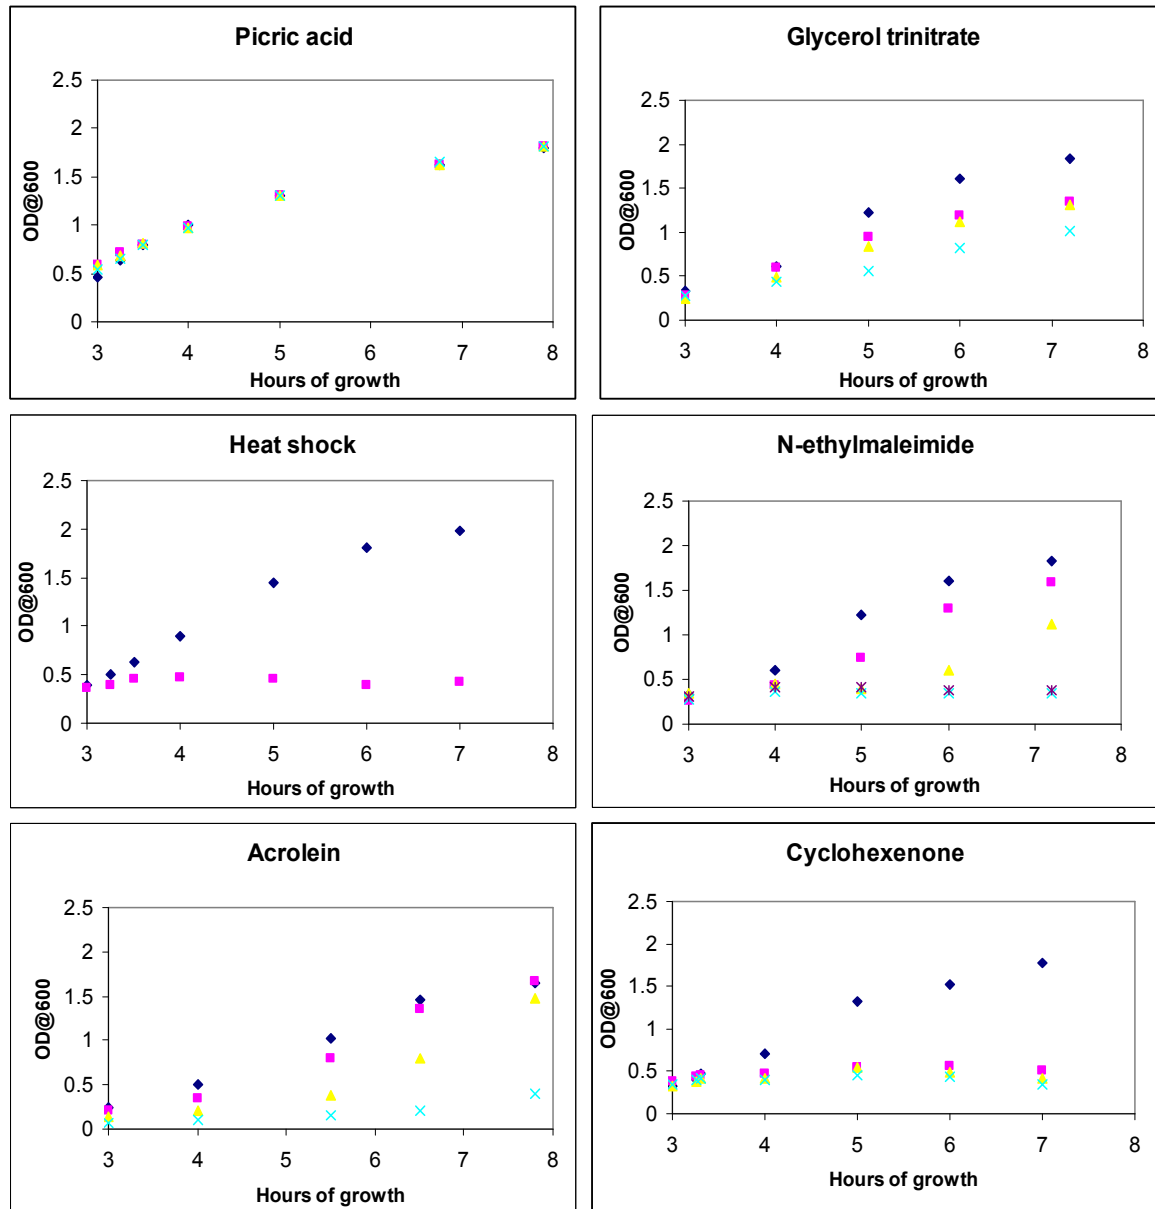 Picric acid
2.5
2
1.5
1
0.5
0
OD@600
3 4 5 6 7 8
Hours of growth
Glycerol trinitrate
2.5
2
1.5
1
0.5
0
OD@600
3 4 5 6 7 8
Hours of growth
Heat shock
2.5
2
1.5
1
0.5
0
OD@600
3 4 5 6 7 8
Hours of growth
N-ethylmaleimide
2.5
2
1.5
1
0.5
0
OD@600
3 4 5 6 7 8
Hours of growth
Acrolein
2.5
2
1.5
1
0.5
0
OD@600
3 4 5 6 7 8
Hours of growth
Cyclohexenone
2.5
2
1.5
1
0.5
0
OD@600
3 4 5 6 7 8
Hours of growth